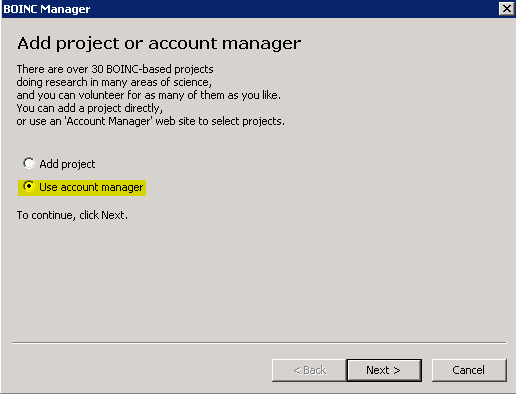 BOINC Manager
Add project or account manager
There are over 30 BOINC-based projects
doing research in many areas of science,
and you can volunteer for as many of them as you like.
You can add a project directly,
or use an 'Account Manager' web site to select projects.
Add project
Use account manager
To continue, click Next.
< Back Next > Cancel